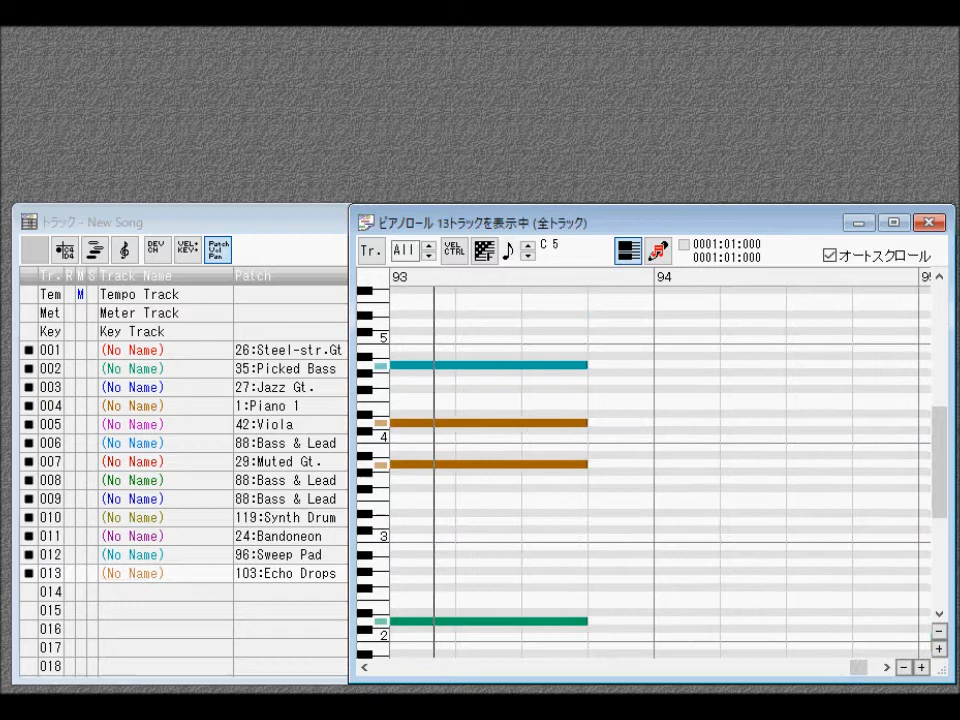 トラック - New Song
ピアノロール 13トラックを表示中 (全トラック)
DEV CH
VEL+ KEY+
Patch Vol Pan
Tr. All
VEL CTRL
C 5
0001:01:000
0001:01:000
オートスクロール
Tr. R M S Track Name Patch
Tem M Tempo Track
Met Meter Track
Key Key Track
001 (No Name) 26:Steel-str.Gt
002 (No Name) 35:Picked Bass
003 (No Name) 27:Jazz Gt.
004 (No Name) 1:Piano 1
005 (No Name) 42:Viola
006 (No Name) 88:Bass & Lead
007 (No Name) 29:Muted Gt.
008 (No Name) 88:Bass & Lead
009 (No Name) 88:Bass & Lead
010 (No Name) 119:Synth Drum
011 (No Name) 24:Bandoneon
012 (No Name) 96:Sweep Pad
013 (No Name) 103:Echo Drops
014
015
016
017
018
93 94
5
4
3
2